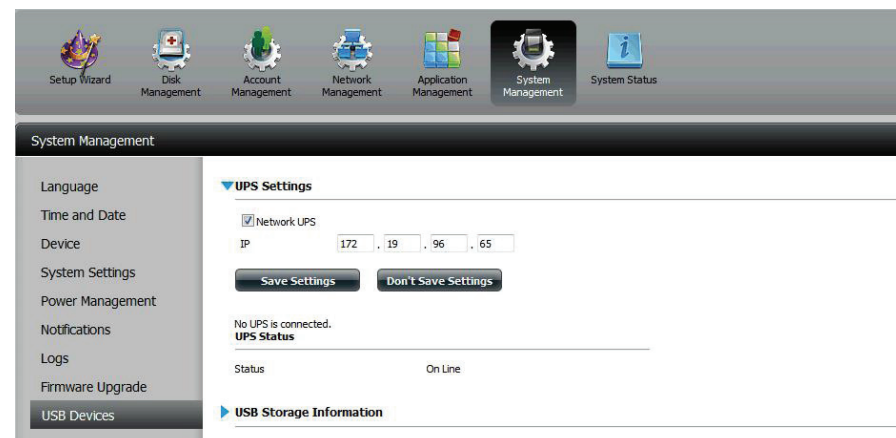 Setup Wizard
Disk
Management
Account
Management
Network
Management
Application
Management
System
Management
System Status
System Management
Language
Time and Date
Device
System Settings
Power Management
Notifications
Logs
Firmware Upgrade
USB Devices
UPS Settings
Network UPS
IP 172 . 19 . 96 . 65
Save Settings Don't Save Settings
No UPS is connected.
UPS Status
Status On Line
USB Storage Information